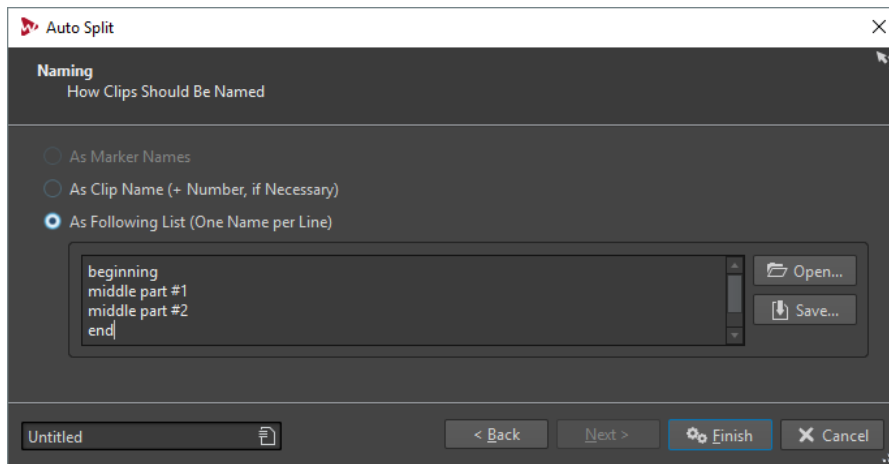 Auto Split
Naming
How Clips Should Be Named
As Marker Names
As Clip Name (+ Number, if Necessary)
As Following List (One Name per Line)
beginning
middle part #1
middle part #2
end
Open...
Save...
Untitled
< Back
Next >
Finish
Cancel